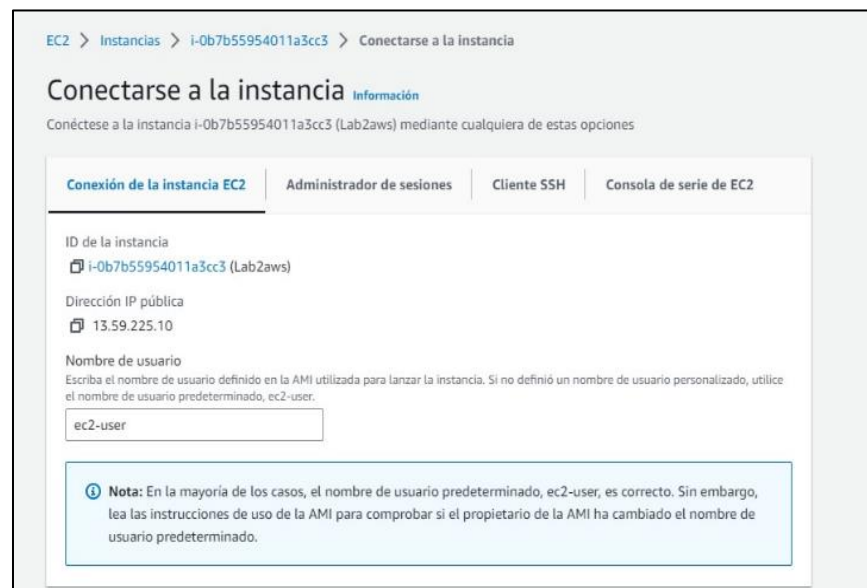 EC2 > Instancias > i-0b7b55954011a3cc3 > Conectarse a la instancia
Conectarse a la instancia Información
Conéctese a la instancia i-0b7b55954011a3cc3 (Lab2aws) mediante cualquiera de estas opciones
Conexión de la instancia EC2 Administrador de sesiones Cliente SSH Consola de serie de EC2
ID de la instancia
i-0b7b55954011a3cc3 (Lab2aws)
Dirección IP pública
13.59.225.10
Nombre de usuario
Escriba el nombre de usuario definido en la AMI utilizada para lanzar la instancia. Si no definió un nombre de usuario personalizado, utilice
el nombre de usuario predeterminado, ec2-user.
ec2-user
Nota: En la mayoría de los casos, el nombre de usuario predeterminado, ec2-user, es correcto. Sin embargo,
lea las instrucciones de uso de la AMI para comprobar si el propietario de la AMI ha cambiado el nombre de
usuario predeterminado.